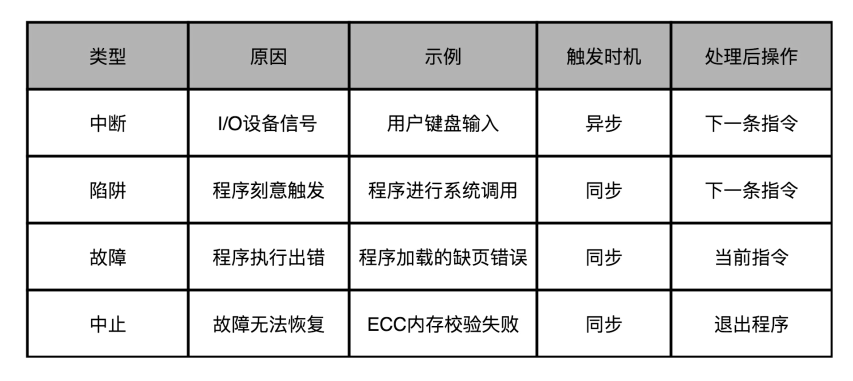 类型 原因 示例 触发时机 处理后操作
中断 I/O设备信号 用户键盘输入 异步 下一条指令
陷阱 程序刻意触发 程序进行系统调用 同步 下一条指令
故障 程序执行出错 程序加载的缺页错误 同步 当前指令
中止 故障无法恢复 ECC内存校验失败 同步 退出程序